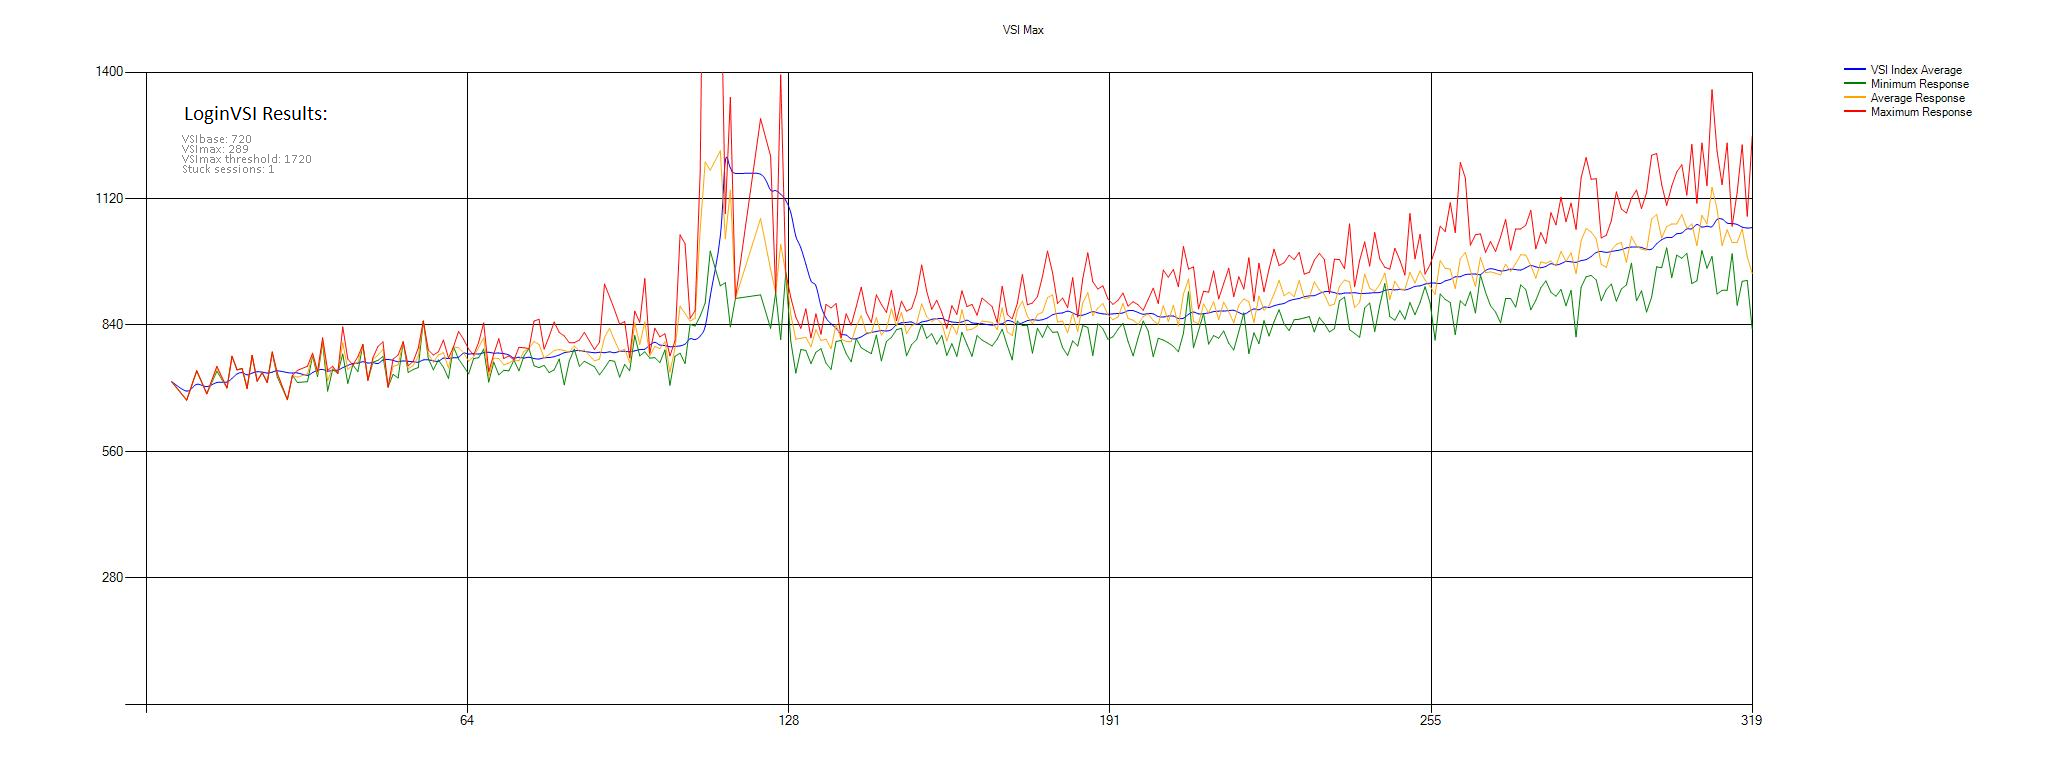 VSI Max
1400
1120
840
560
280
64
128
191
255
319
LoginVSI Results:
VSIbase: 720
VSImax: 289
VSImax threshold: 1720
Stuck sessions: 1
VSI Index Average
Minimum Response
Average Response
Maximum Response